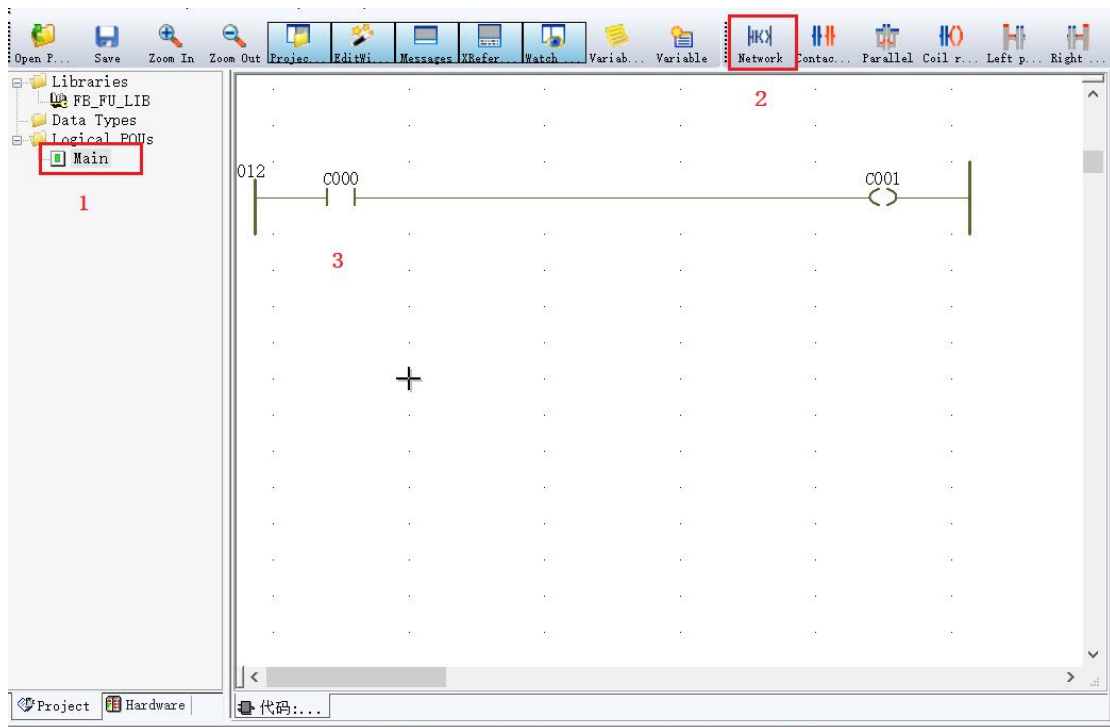 Open P... Save Zoom In Zoom Out Projec... EditWi... Messages XRefer... Watch ... Variab... Variable Network Contac... Parallel Coil r... Left p... Right ...
Libraries
FB_FU_LIB
Data Types
Logical POUs
Main
1
2
012
C000
C001
3
Project Hardware
代码:...